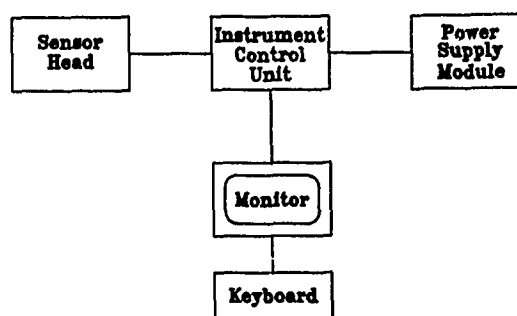 Sensor
Head
Instrument
Control
Unit
Power
Supply
Module
Monitor
Keyboard